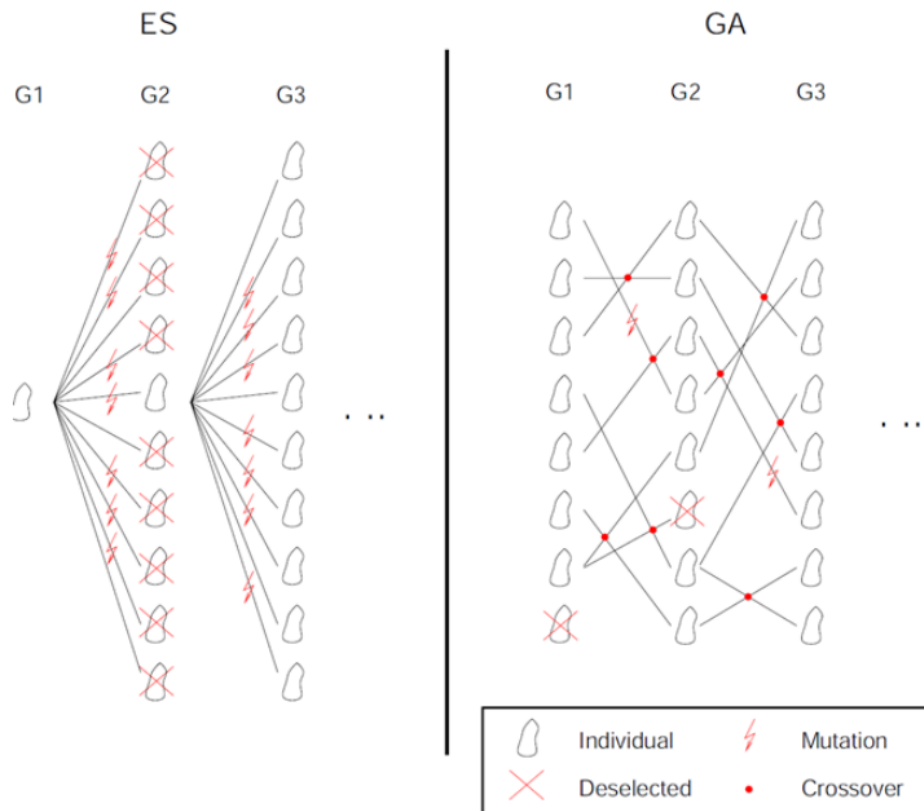 ES
GA
G1
G2
G3
G1
G2
G3
. ..
. ..
Individual
Mutation
Deselected
Crossover